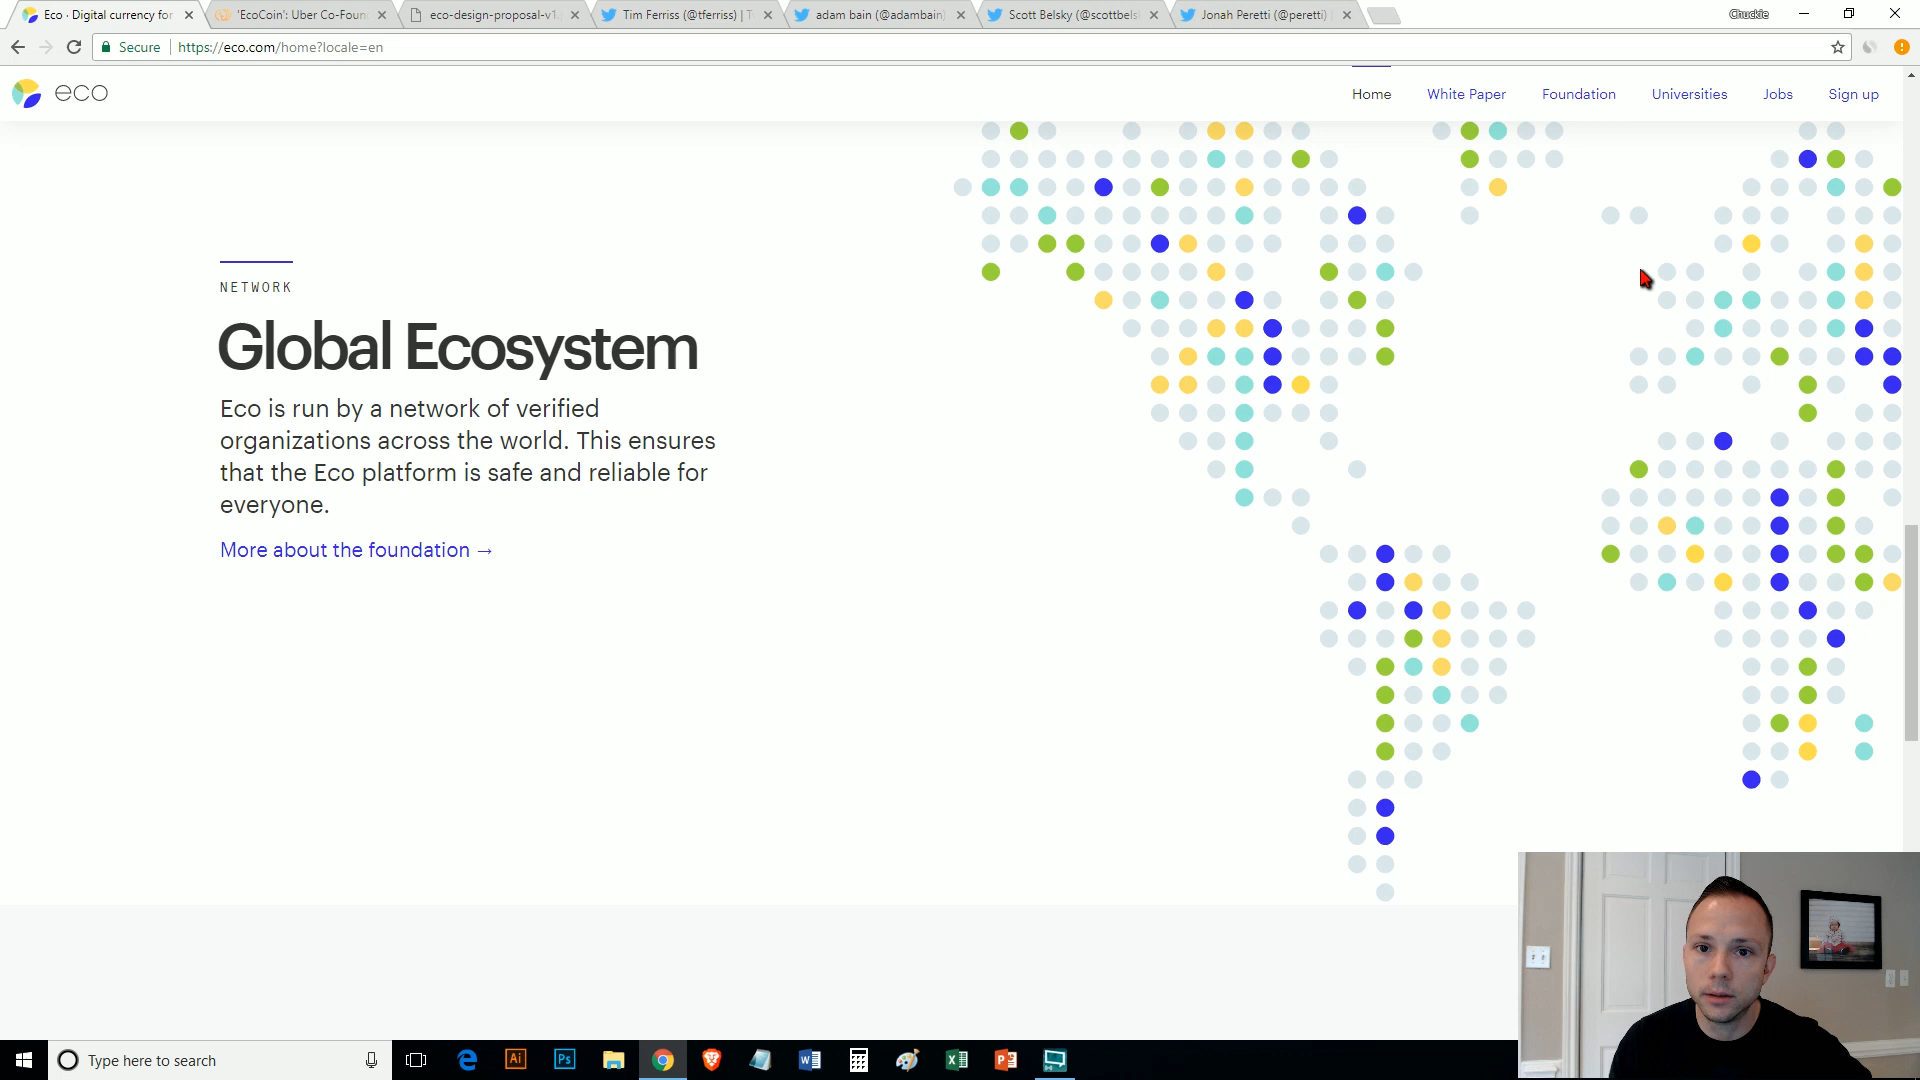 Eco · Digital currency for
'EcoCoin': Uber Co-Foun
eco-design-proposal-v1.
Tim Ferriss (@tferriss) | T
adam bain (@adambain)
Scott Belsky (@scottbels
Jonah Peretti (@peretti) |
Chuckie
Secure
https://eco.com/home?locale=en
eco
Home
White Paper
Foundation
Universities
Jobs
Sign up
NETWORK
Global Ecosystem
Eco is run by a network of verified
organizations across the world. This ensures
that the Eco platform is safe and reliable for
everyone.
More about the foundation →
Type here to search
Ai
Ps